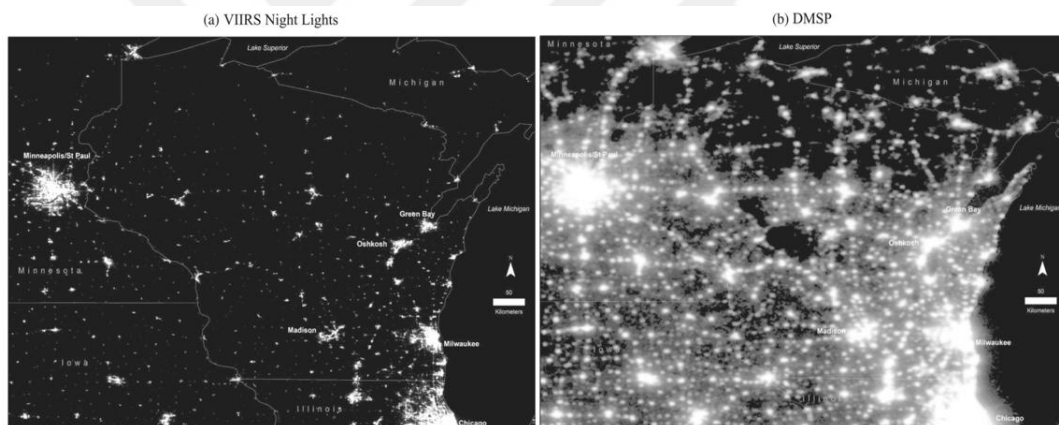 (a) VIIRS Night Lights
Lake Superior
Michigan
Minneapolis/St Paul
Lake Michigan
Green Bay
Oshkosh
Minnesota
N
50
Kilometers
Madison
Milwaukee
Iowa
Illinois
Chicago
(b) DMSP
Minnesota
Lake Superior
Michigan
Minneapolis/St Paul
Lake Michigan
Green Bay
Oshkosh
N
50
Kilometers
Madison
Milwaukee
Chicago